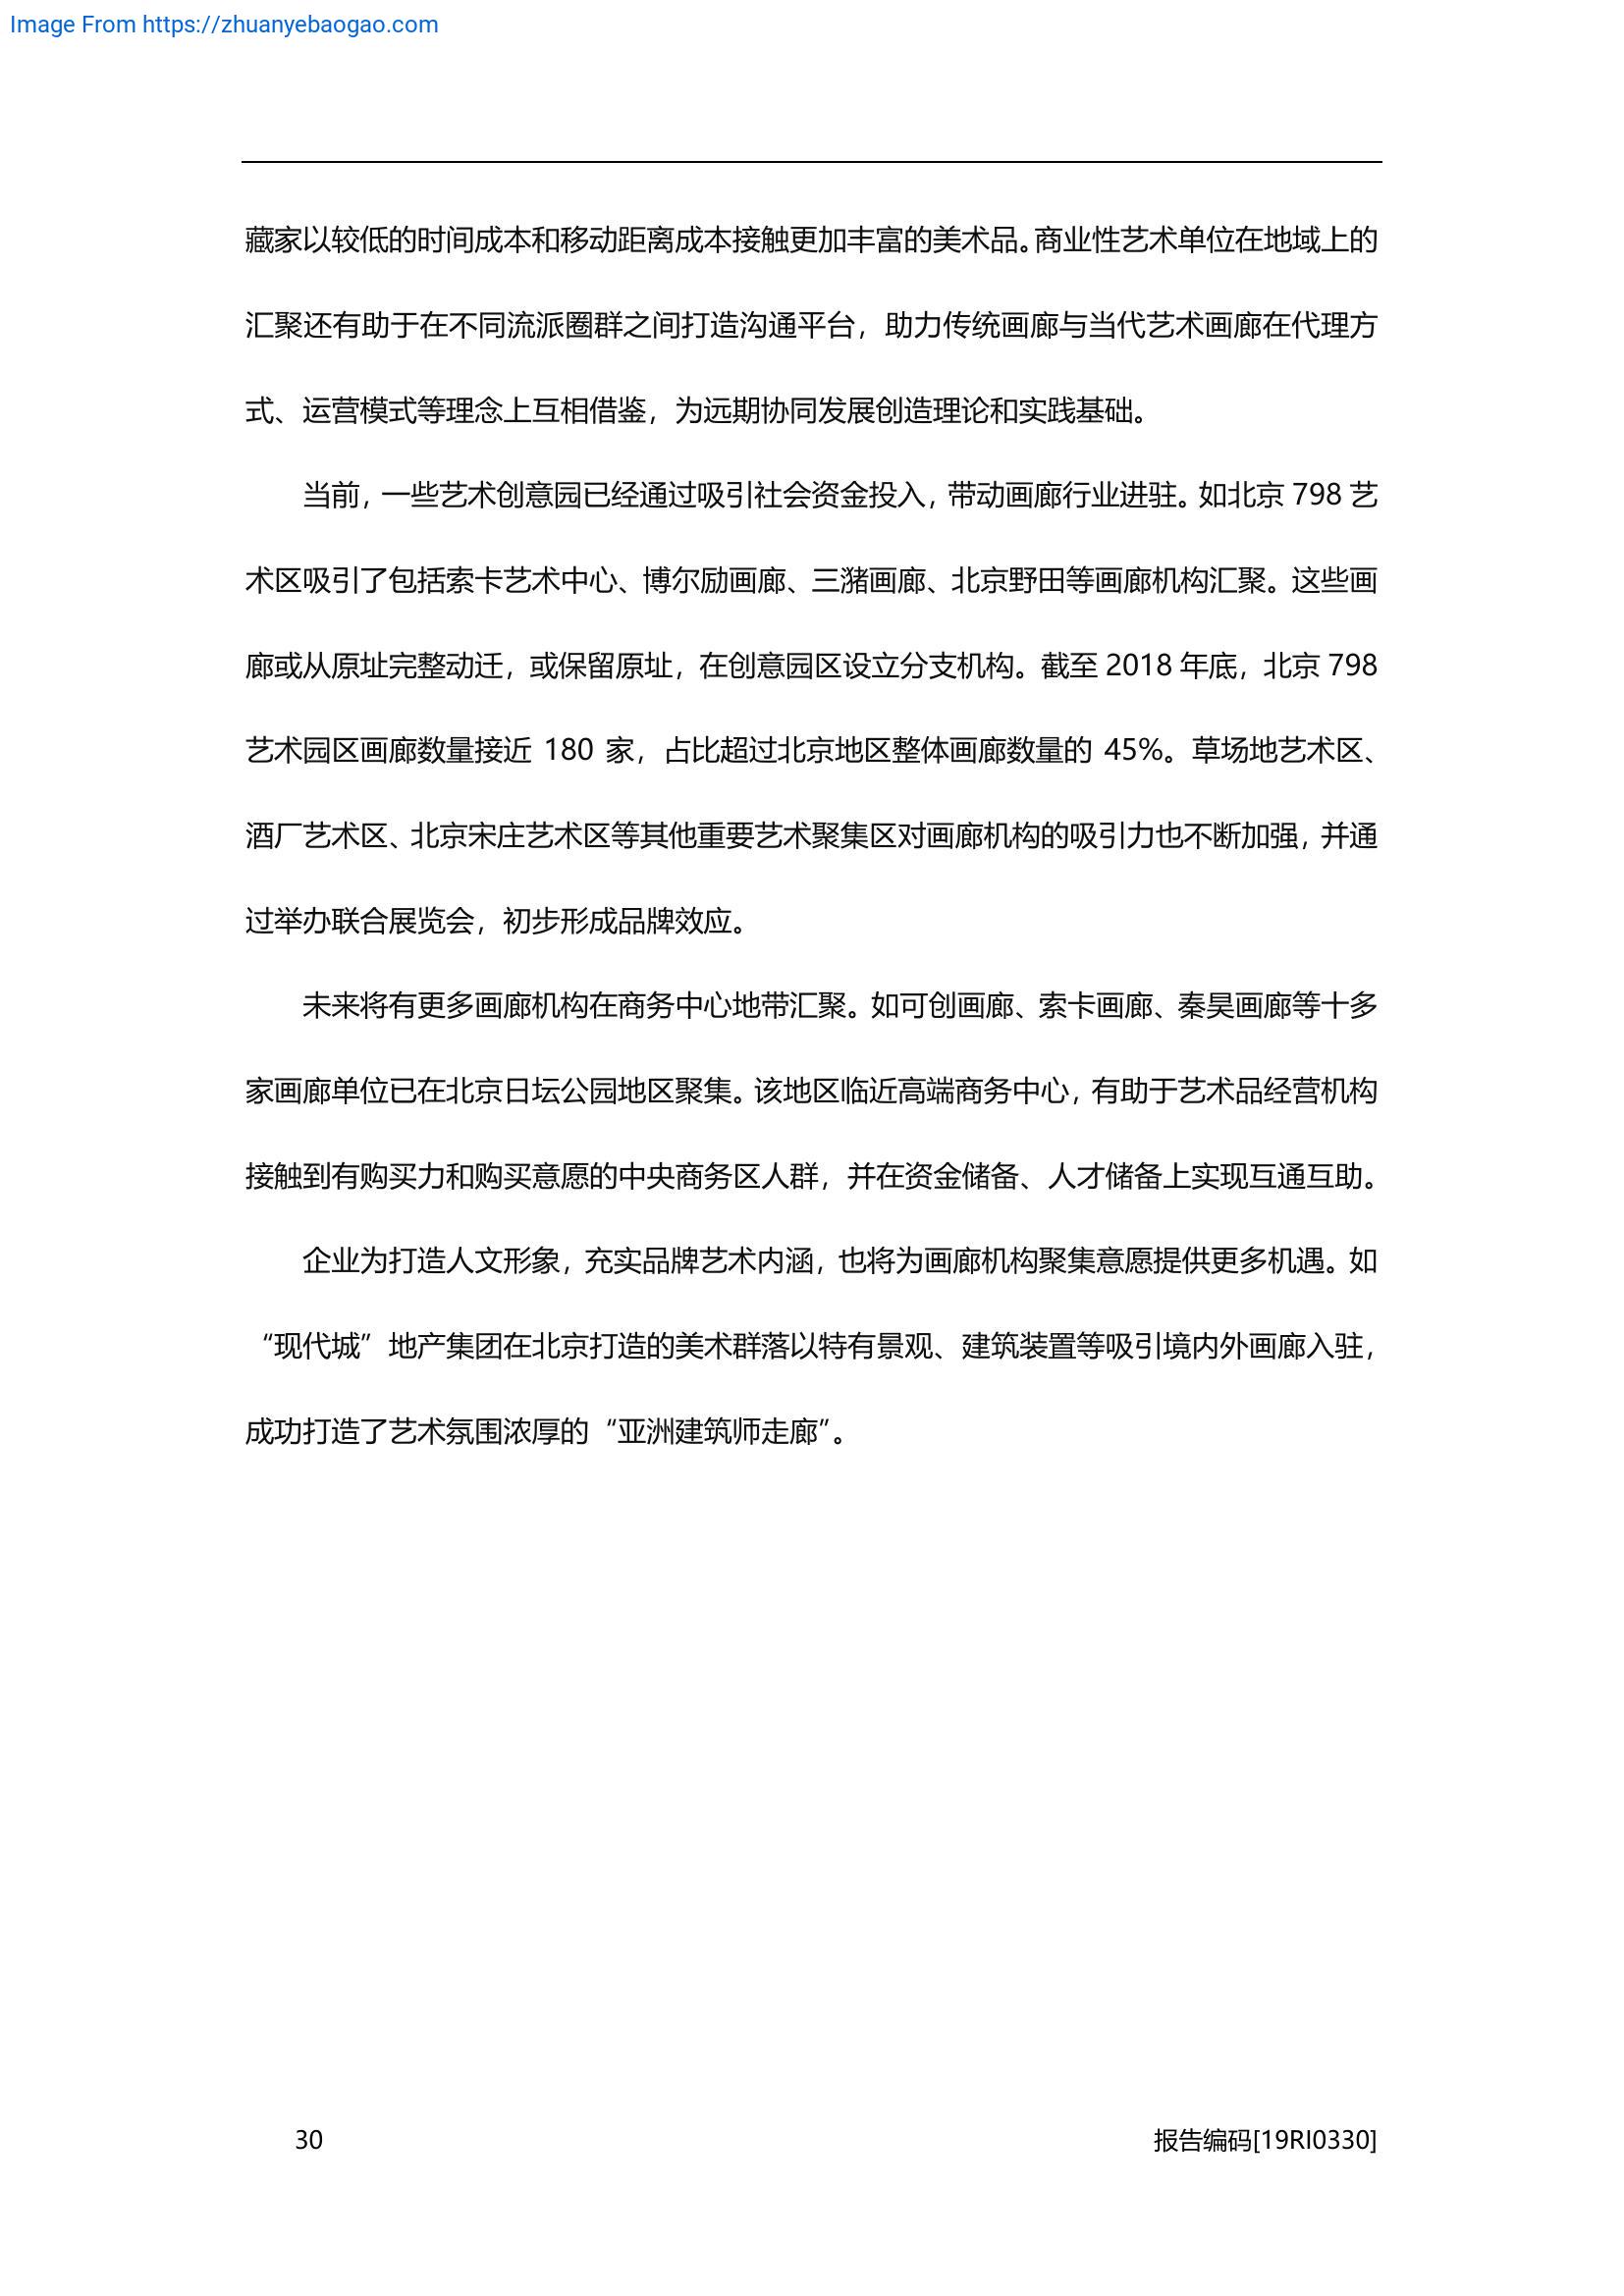 Image From https://zhuanyebaogao.com
藏家以较低的时间成本和移动距离成本接触更加丰富的美术品。商业性艺术单位在地域上的
汇聚还有助于在不同流派圈群之间打造沟通平台，助力传统画廊与当代艺术画廊在代理方
式、运营模式等理念上互相借鉴，为远期协同发展创造理论和实践基础。
当前，一些艺术创意园已经通过吸引社会资金投入，带动画廊行业进驻。如北京 798 艺
术区吸引了包括索卡艺术中心、博尔励画廊、三潴画廊、北京野田等画廊机构汇聚。这些画
廊或从原址完整动迁，或保留原址，在创意园区设立分支机构。截至 2018 年底，北京 798
艺术园区画廊数量接近 180 家，占比超过北京地区整体画廊数量的 45%。草场地艺术区、
酒厂艺术区、北京宋庄艺术区等其他重要艺术聚集区对画廊机构的吸引力也不断加强，并通
过举办联合展览会，初步形成品牌效应。
未来将有更多画廊机构在商务中心地带汇聚。如可创画廊、索卡画廊、秦昊画廊等十多
家画廊单位已在北京日坛公园地区聚集。该地区临近高端商务中心，有助于艺术品经营机构
接触到有购买力和购买意愿的中央商务区人群，并在资金储备、人才储备上实现互通互助。
企业为打造人文形象，充实品牌艺术内涵，也将为画廊机构聚集意愿提供更多机遇。如
“现代城”地产集团在北京打造的美术群落以特有景观、建筑装置等吸引境内外画廊入驻，
成功打造了艺术氛围浓厚的“亚洲建筑师走廊”。
30
报告编码[19RI0330]